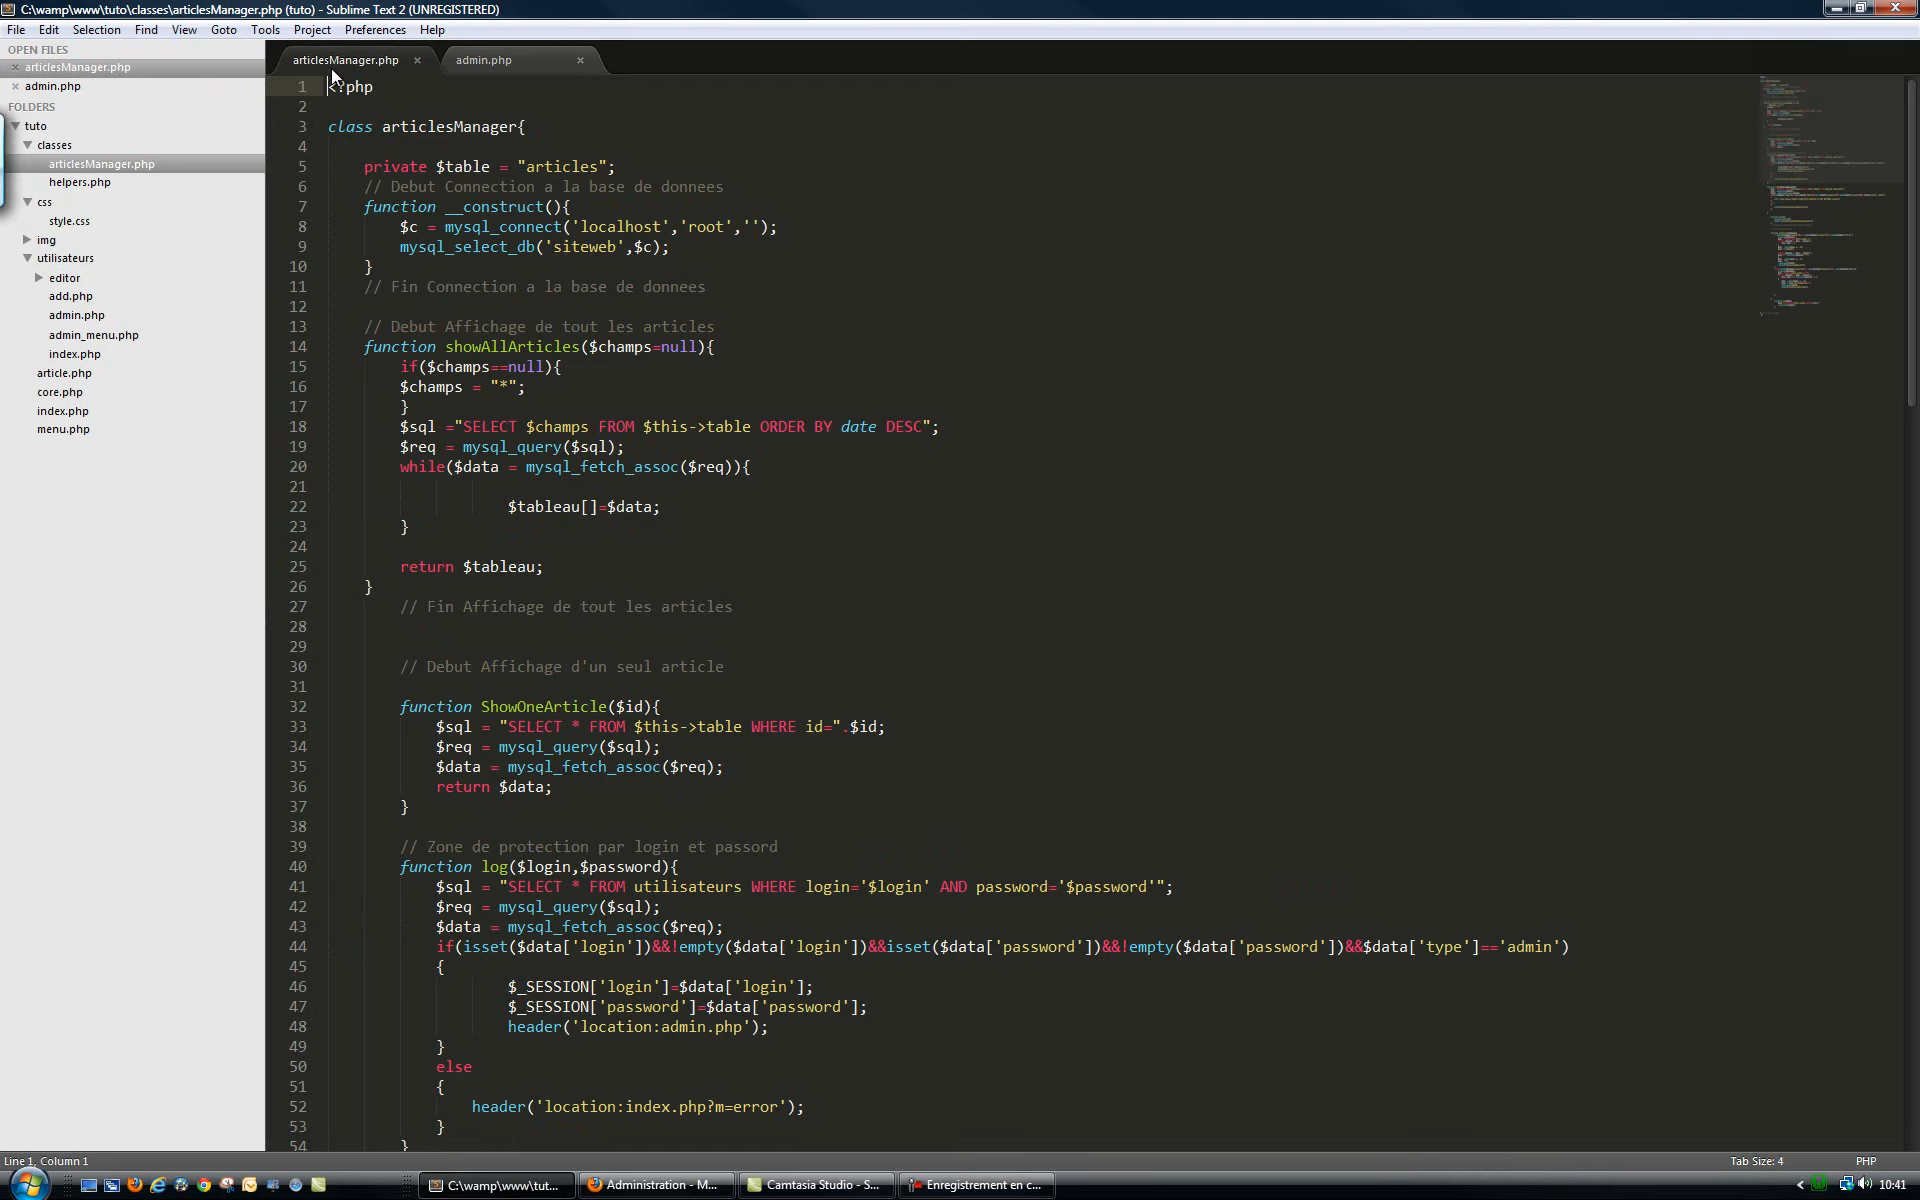 C:\wamp\www\tuto\classes\articlesManager.php (tuto) - Sublime Text 2 (UNREGISTERED)
File Edit Selection Find View Goto Tools Project Preferences Help
OPEN FILES
articlesManager.php
admin.php
FOLDERS
tuto
classes
articlesManager.php
helpers.php
css
style.css
img
utilisateurs
editor
add.php
admin.php
admin_menu.php
index.php
article.php
core.php
index.php
menu.php
articlesManager.php × admin.php ×
1 <?php
2
3 class articlesManager{
4
5 private $table = "articles";
6 // Debut Connection a la base de donnees
7 function __construct(){
8 $c = mysql_connect('localhost','root','');
9 mysql_select_db('siteweb',$c);
10 }
11 // Fin Connection a la base de donnees
12
13 // Debut Affichage de tout les articles
14 function showAllArticles($champs=null){
15 if($champs==null){
16 $champs = "*";
17 }
18 $sql ="SELECT $champs FROM $this->table ORDER BY date DESC";
19 $req = mysql_query($sql);
20 while($data = mysql_fetch_assoc($req)){
21
22 $tableau[]=$data;
23 }
24
25 return $tableau;
26 }
27 // Fin Affichage de tout les articles
28
29
30 // Debut Affichage d'un seul article
31
32 function ShowOneArticle($id){
33 $sql = "SELECT * FROM $this->table WHERE id=".$id;
34 $req = mysql_query($sql);
35 $data = mysql_fetch_assoc($req);
36 return $data;
37 }
38
39 // Zone de protection par login et passord
40 function log($login,$password){
41 $sql = "SELECT * FROM utilisateurs WHERE login='$login' AND password='$password'";
42 $req = mysql_query($sql);
43 $data = mysql_fetch_assoc($req);
44 if(isset($data['login'])&&!empty($data['login'])&&isset($data['password'])&&!empty($data['password'])&&$data['type']=='admin')
45 {
46 $_SESSION['login']=$data['login'];
47 $_SESSION['password']=$data['password'];
48 header('location:admin.php');
49 }
50 else
51 {
52 header('location:index.php?m=error');
53 }
54 }
Line 1, Column 1 Tab Size: 4 PHP
C:\wamp\www\tut... Administration - M... Camtasia Studio - S... Enregistrement en c... 10:41